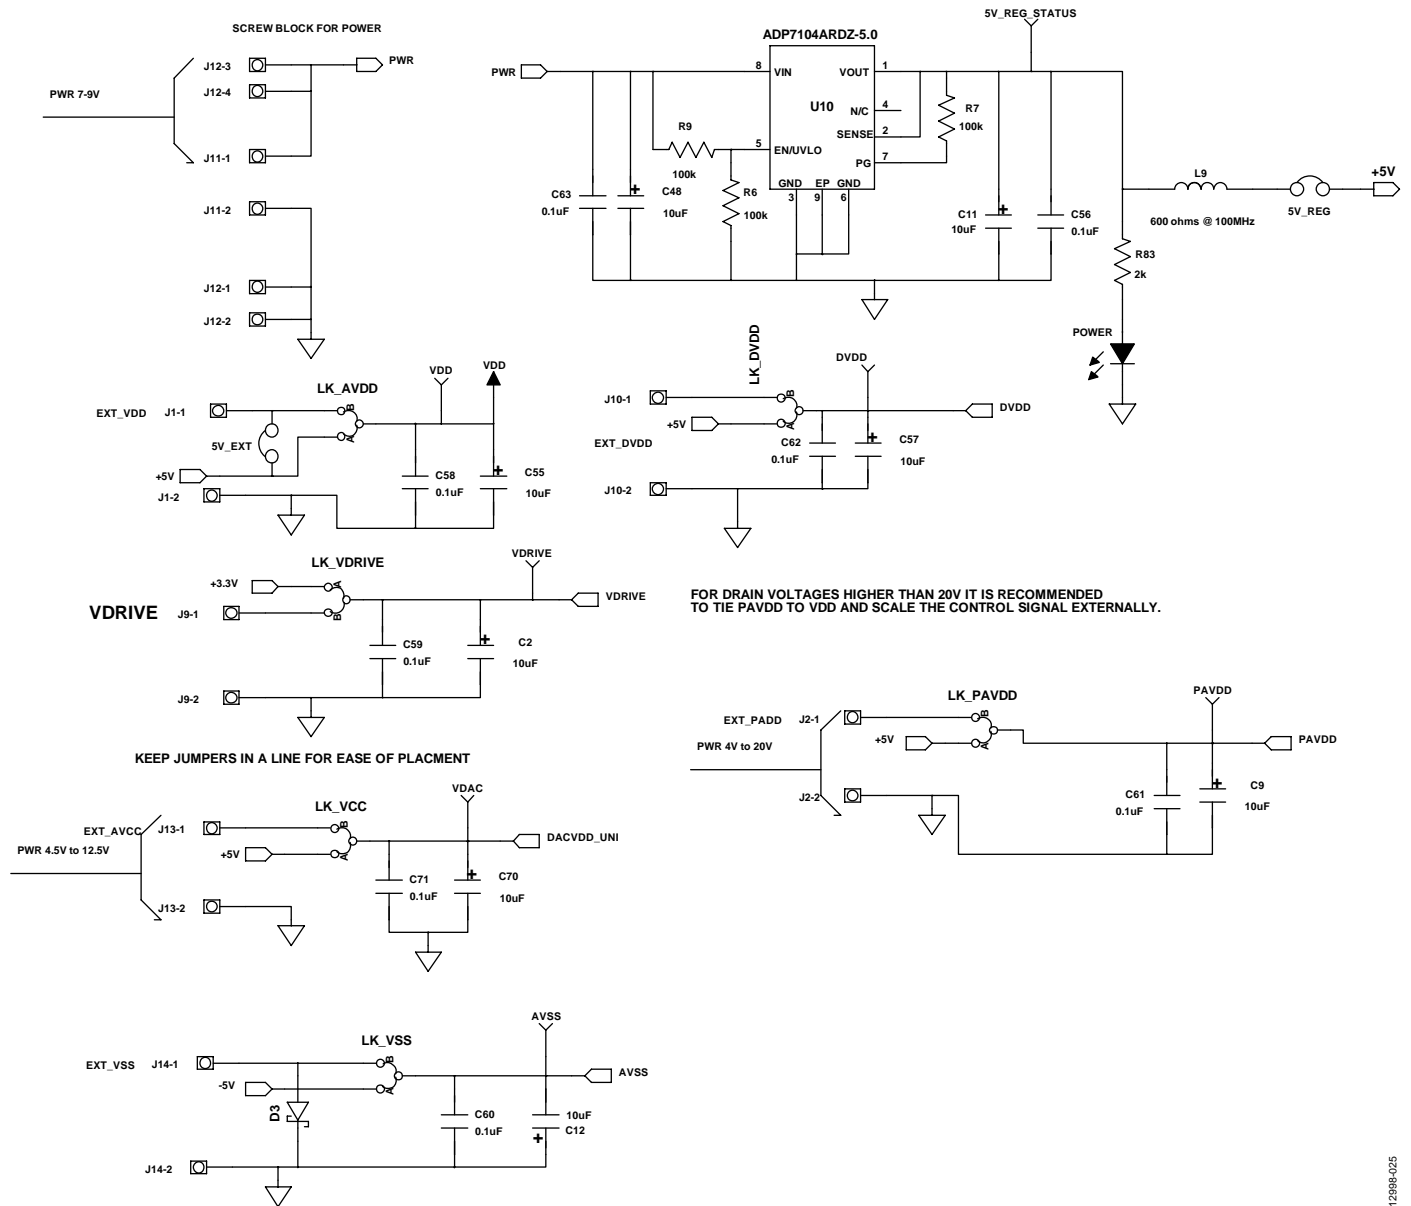 SCREW BLOCK FOR POWER
J12-3
PWR
J12-4
PWR 7-9V
J11-1
J11-2
J12-1
J12-2
5V_REG_STATUS
ADP7104ARDZ-5.0
PWR
8
VIN
VOUT
1
U10
N/C
4
R7
100k
SENSE
2
R9
100k
5
EN/UVLO
PG
7
GND
EP
GND
3
9
6
C63
0.1uF
C48
10uF
R6
100k
C11
10uF
C56
0.1uF
L9
600 ohms @ 100MHz
5V_REG
+5V
R83
2k
POWER
LK_AVDD
VDD
VDD
EXT_VDD
J1-1
B
A
5V_EXT
+5V
J1-2
C58
0.1uF
C55
10uF
LK_DVDD
DVDD
J10-1
B
A
+5V
DVDD
EXT_DVDD
C62
0.1uF
C57
10uF
J10-2
LK_VDRIVE
VDRIVE
+3.3V
A
B
VDRIVE
VDRIVE
J9-1
C59
0.1uF
C2
10uF
J9-2
FOR DRAIN VOLTAGES HIGHER THAN 20V IT IS RECOMMENDED
TO TIE PAVDD TO VDD AND SCALE THE CONTROL SIGNAL EXTERNALLY.
LK_PAVDD
PAVDD
EXT_PADD
J2-1
B
A
+5V
PAVDD
PWR 4V to 20V
J2-2
C61
0.1uF
C9
10uF
KEEP JUMPERS IN A LINE FOR EASE OF PLACMENT
VDAC
LK_VCC
EXT_AVCC
J13-1
B
A
DACVDD_UNI
PWR 4.5V to 12.5V
+5V
C71
0.1uF
C70
10uF
J13-2
AVSS
LK_VSS
EXT_VSS
J14-1
B
A
-5V
AVSS
D3
C60
0.1uF
10uF
C12
J14-2
12998-025